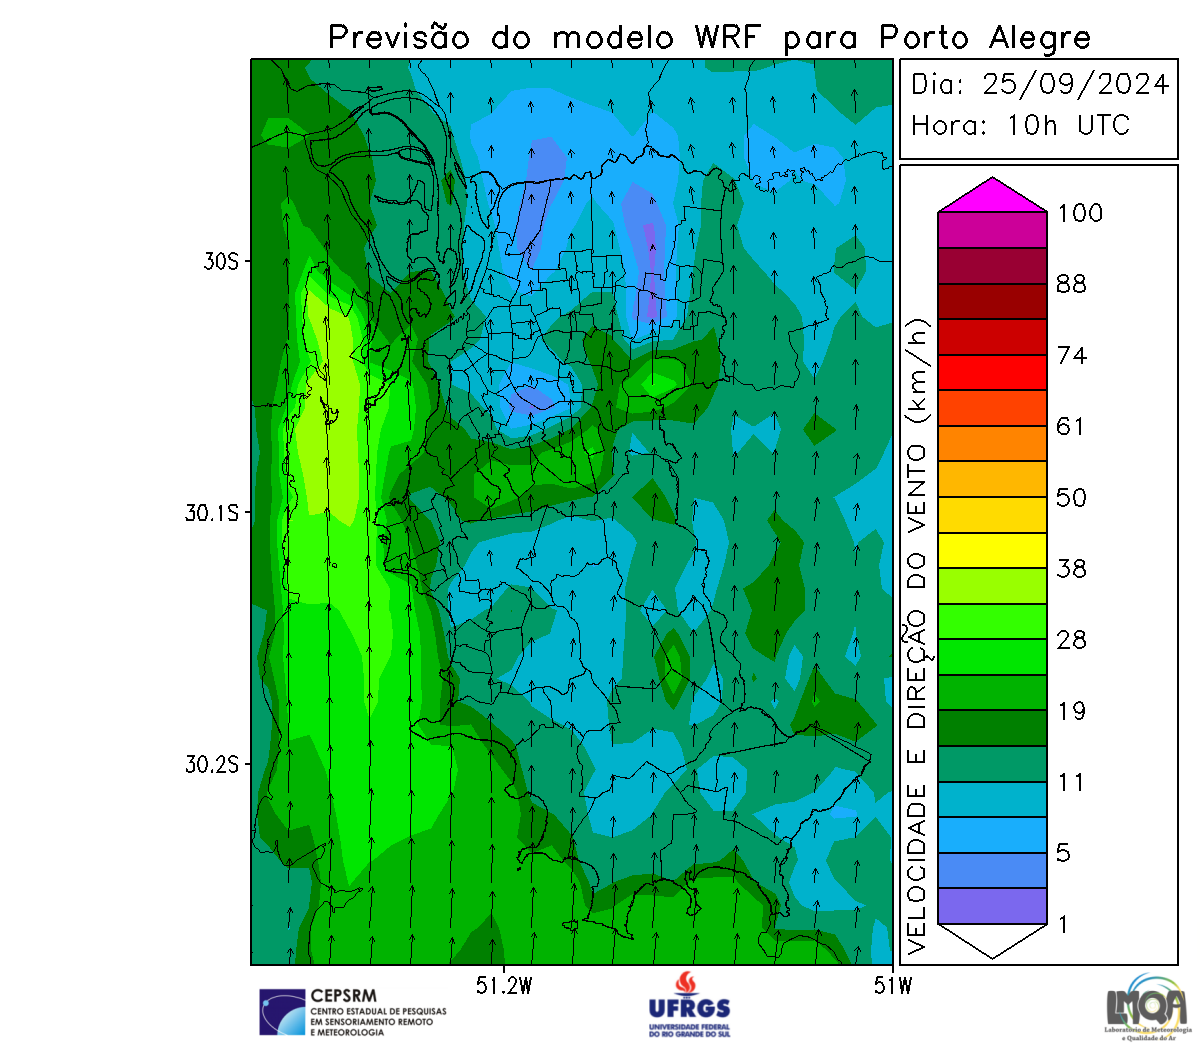 Previsão do modelo WRF para Porto Alegre
Dia: 25/09/2024
Hora: 10h UTC
30S
30.1S
30.2S
51.2W
51W
VELOCIDADE E DIREÇÃO DO VENTO (km/h)
100
88
74
61
50
38
28
19
11
5
1
CEPSRM
CENTRO ESTADUAL DE PESQUISAS
EM SENSORIAMENTO REMOTO
E METEOROLOGIA
UFRGS
UNIVERSIDADE FEDERAL
DO RIO GRANDE DO SUL
LMQA
Laboratório de Meteorologia
e Qualidade do Ar